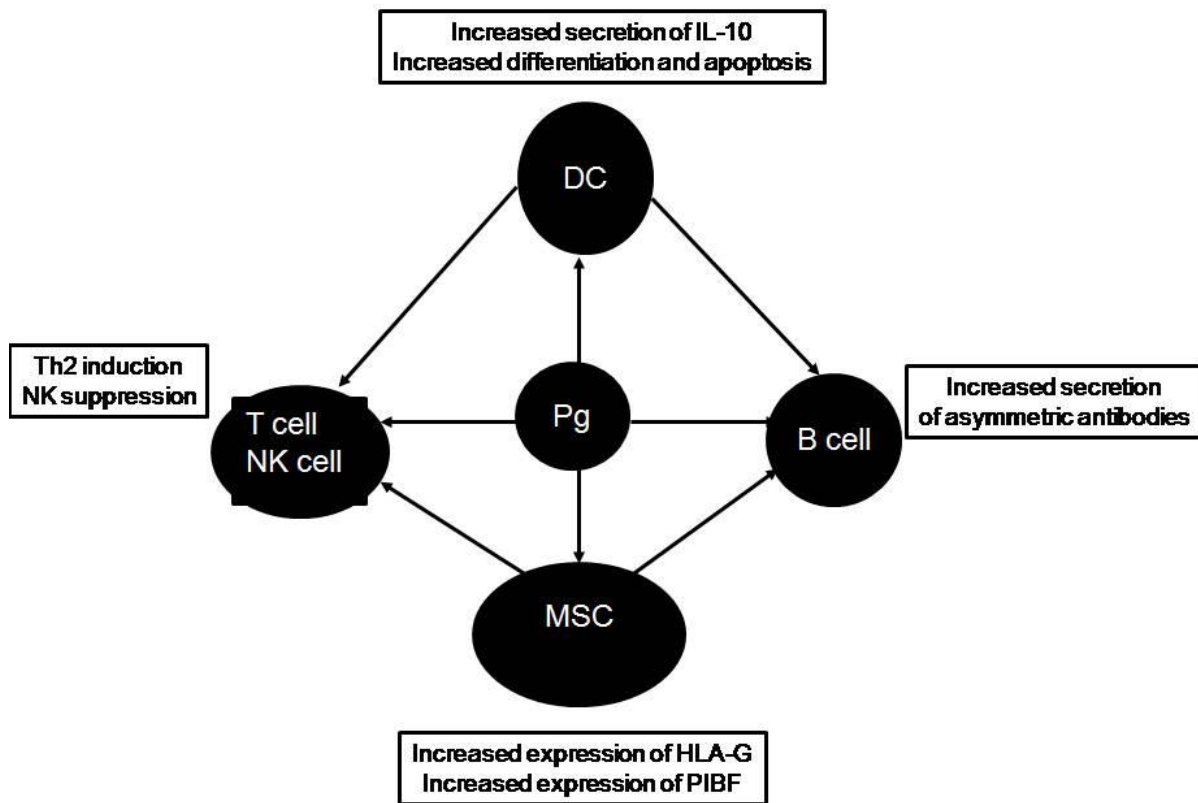 Increased secretion of IL-10
Increased differentiation and apoptosis
DC
Th2 induction
NK suppression
T cell
NK cell
Pg
B cell
Increased secretion
of asymmetric antibodies
MSC
Increased expression of HLA-G
Increased expression of PIBF